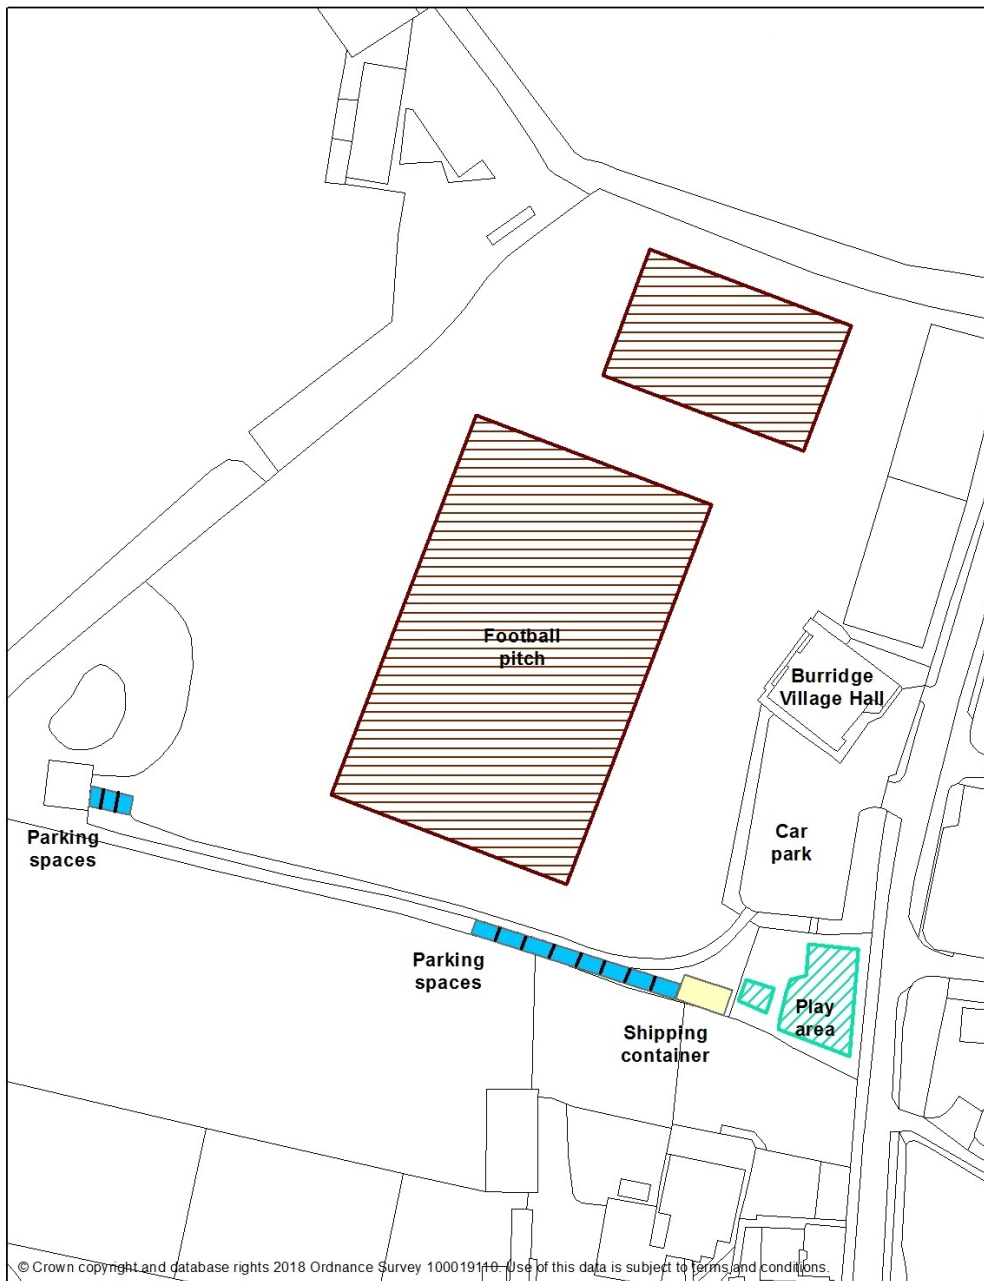 Football
pitch
Burridge
Village Hall
Car
park
Parking
spaces
Parking
spaces
Play
area
Shipping
container
© Crown copyright and database rights 2018 Ordnance Survey 100019110. Use of this data is subject to terms and conditions.